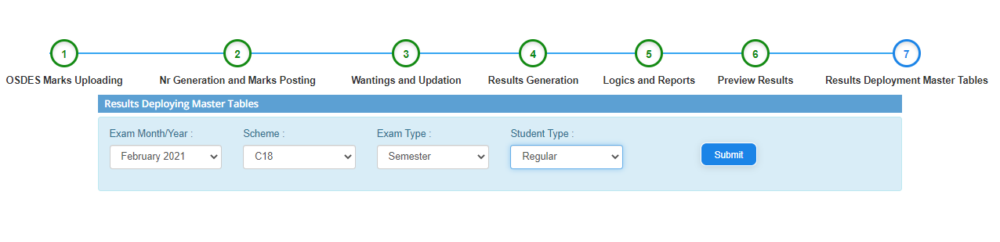 1 2 3 4 5 6 7
OSDES Marks Uploading Nr Generation and Marks Posting Wantings and Updation Results Generation Logics and Reports Preview Results Results Deployment Master Tables
Results Deploying Master Tables
Exam Month/Year : Scheme : Exam Type : Student Type :
February 2021 C18 Semester Regular Submit